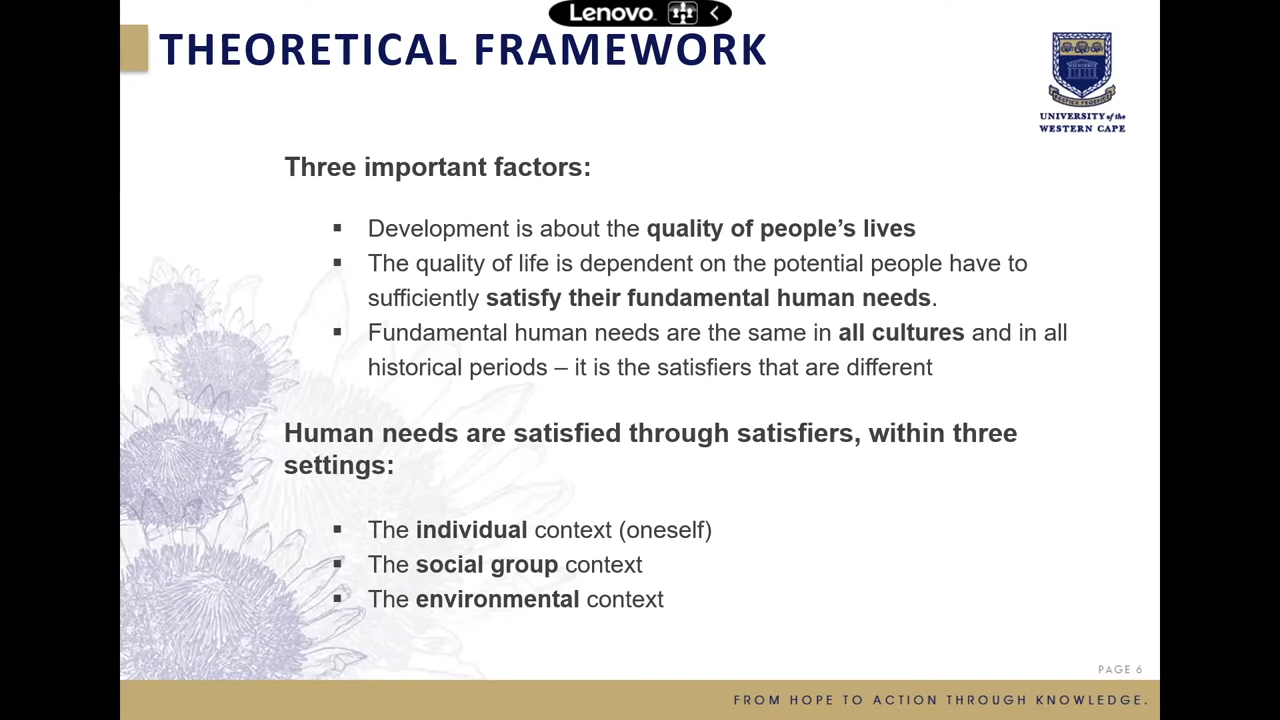 Lenovo
THEORETICAL FRAMEWORK
UNIVERSITY of the
WESTERN CAPE
Three important factors:
▪ Development is about the quality of people’s lives
▪ The quality of life is dependent on the potential people have to
sufficiently satisfy their fundamental human needs.
▪ Fundamental human needs are the same in all cultures and in all
historical periods – it is the satisfiers that are different
Human needs are satisfied through satisfiers, within three
settings:
▪ The individual context (oneself)
▪ The social group context
▪ The environmental context
PAGE 6
FROM HOPE TO ACTION THROUGH KNOWLEDGE.